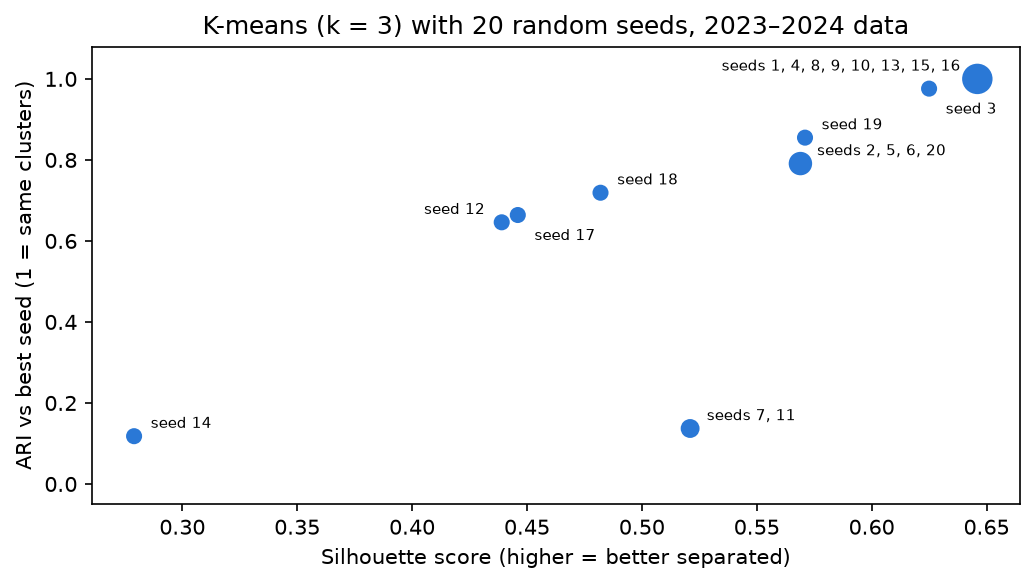 K-means (k = 3) with 20 random seeds, 2023–2024 data
ARI vs best seed (1 = same clusters)
1.0
0.8
0.6
0.4
0.2
0.0
seeds 1, 4, 8, 9, 10, 13, 15, 16
seed 3
seed 19
seeds 2, 5, 6, 20
seed 18
seed 12
seed 17
seed 14
seeds 7, 11
0.30
0.35
0.40
0.45
0.50
0.55
0.60
0.65
Silhouette score (higher = better separated)